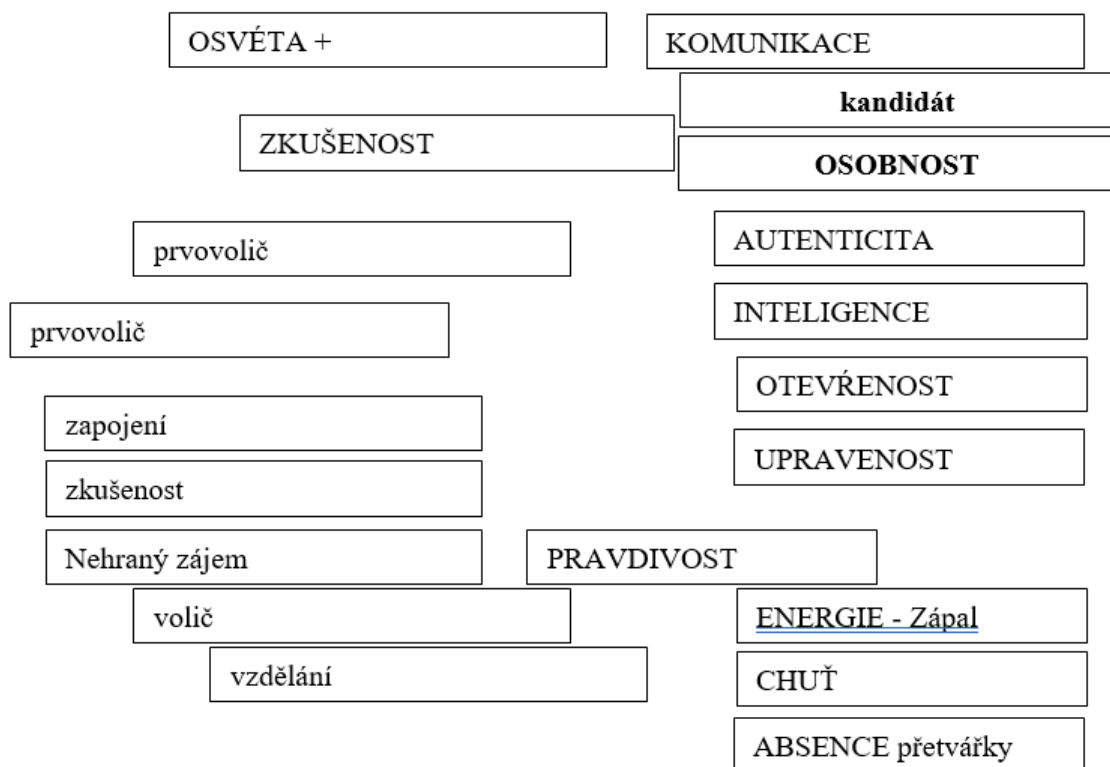 OSVÉTA +
KOMUNIKACE
kandidát
ZKUŠENOST
OSOBNOST
prvovolič
AUTENTICITA
prvovolič
INTELIGENCE
OTEVŔENOST
zapojení
UPRAVENOST
zkušenost
Nehraný zájem
PRAVDIVOST
volič
ENERGIE - Zápal
vzdělání
CHUŤ
ABSENCE přetvářky